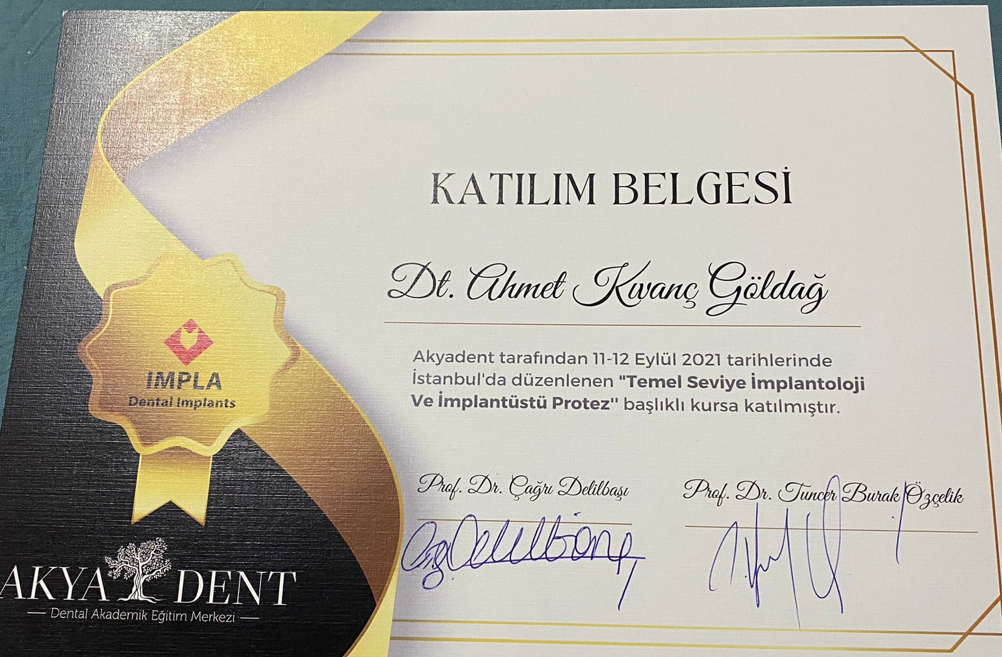 KATILIM BELGESİ
Dt. Ahmet Kıvanç Göldağ
Akyadent tarafından 11-12 Eylül 2021 tarihlerinde
İstanbul'da düzenlenen "Temel Seviye İmplantoloji
Ve İmplantüstü Protez" başlıklı kursa katılmıştır.
IMPLA
Dental Implants
Prof. Dr. Çağrı Delilbaşı
Prof. Dr. Tuncer Burak Özçelik
AKYA DENT
Dental Akademik Eğitim Merkezi